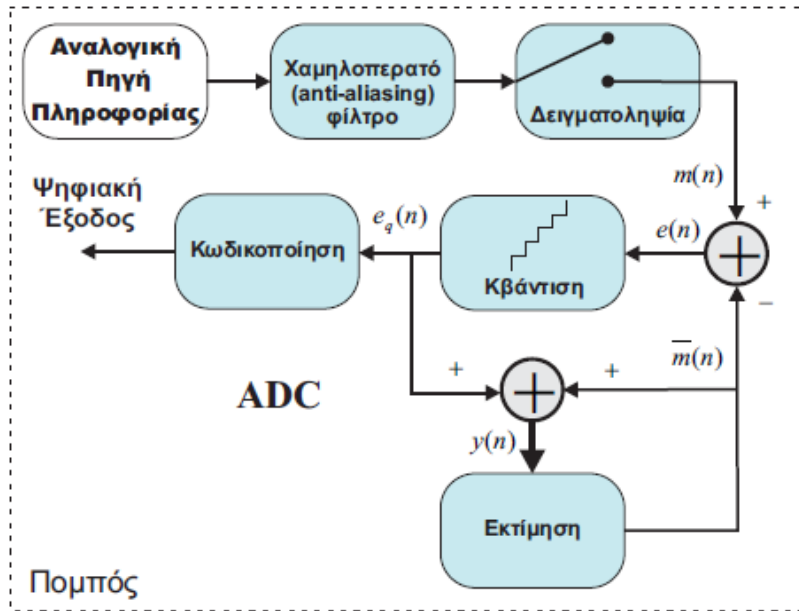 Αναλογική
Πηγή
Πληροφορίας
Χαμηλοπερατό
(anti-aliasing)
φίλτρο
Δειγματοληψία
m(n)
+
Ψηφιακή
Έξοδος
Κωδικοποίηση
e_q(n)
Κβάντιση
e(n)
+
−
m̅(n)
ADC
+
+
+
y(n)
Εκτίμηση
Πομπός